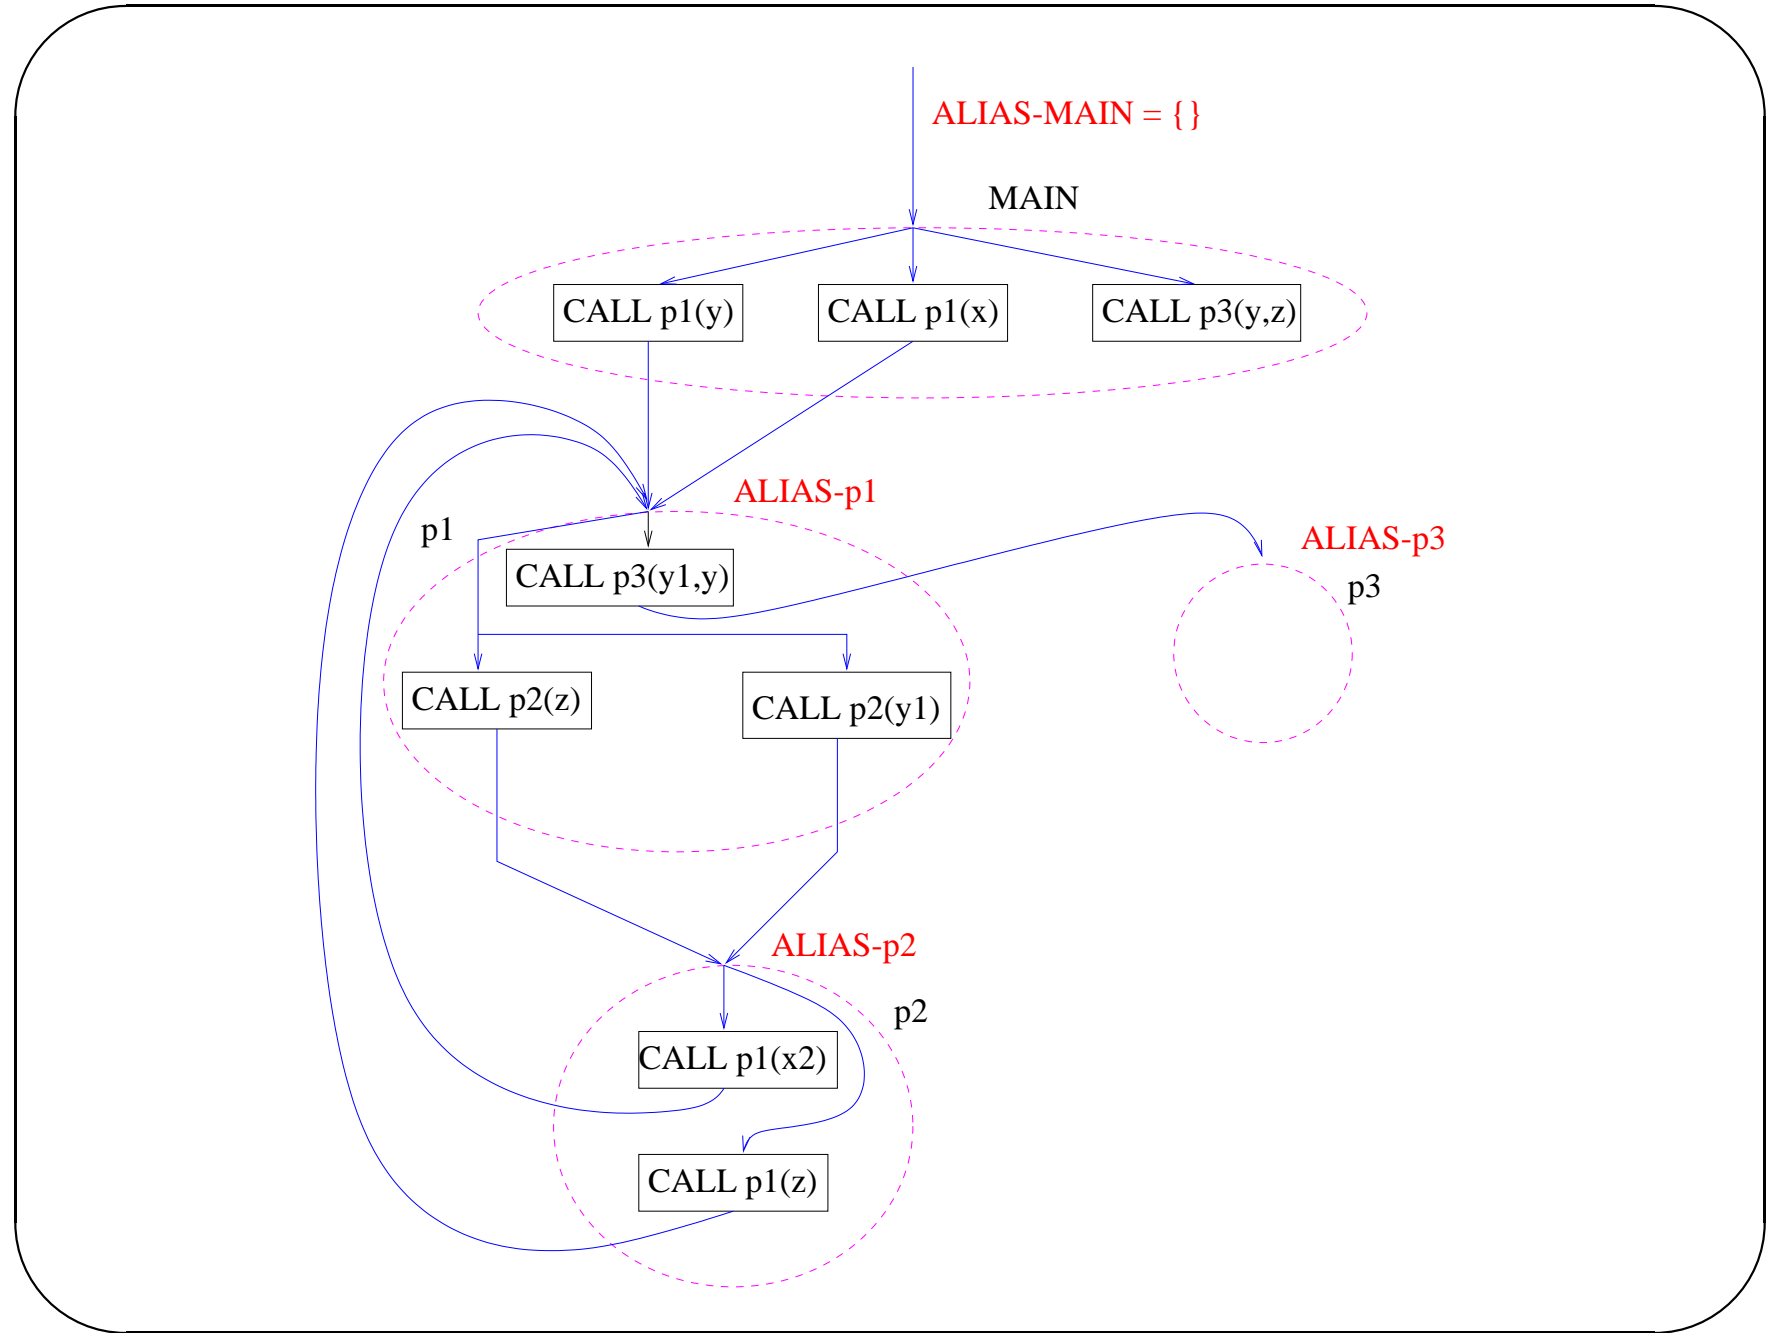 ALIAS-MAIN = { }
MAIN
CALL p1(y)
CALL p1(x)
CALL p3(y,z)
ALIAS-p1
p1
ALIAS-p3
CALL p3(y1,y)
p3
CALL p2(z)
CALL p2(y1)
ALIAS-p2
p2
CALL p1(x2)
CALL p1(z)